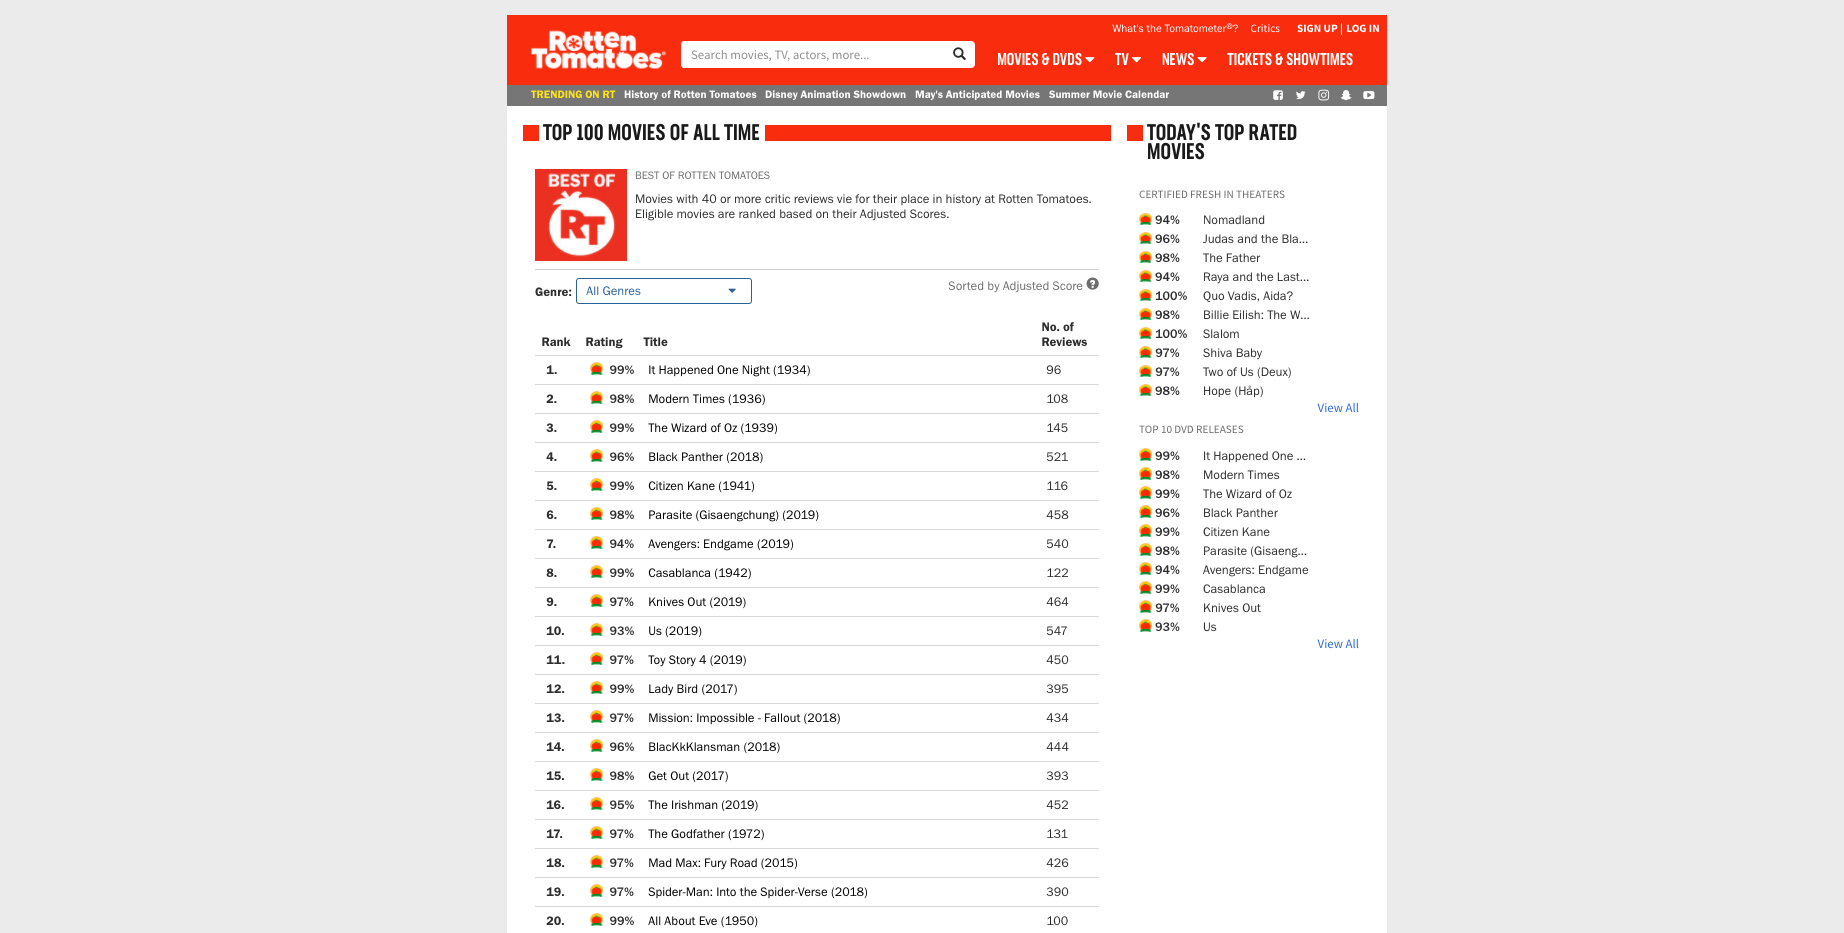 What's the Tomatometer®? Critics SIGN UP | LOG IN
Rotten Tomatoes
Search movies, TV, actors, more...
MOVIES & DVDS TV NEWS TICKETS & SHOWTIMES
TRENDING ON RT History of Rotten Tomatoes Disney Animation Showdown May's Anticipated Movies Summer Movie Calendar
TOP 100 MOVIES OF ALL TIME
BEST OF RT
BEST OF ROTTEN TOMATOES
Movies with 40 or more critic reviews vie for their place in history at Rotten Tomatoes.
Eligible movies are ranked based on their Adjusted Scores.
Genre: All Genres
Sorted by Adjusted Score ?
Rank Rating Title No. of Reviews
1. 99% It Happened One Night (1934) 96
2. 98% Modern Times (1936) 108
3. 99% The Wizard of Oz (1939) 145
4. 96% Black Panther (2018) 521
5. 99% Citizen Kane (1941) 116
6. 98% Parasite (Gisaengchung) (2019) 458
7. 94% Avengers: Endgame (2019) 540
8. 99% Casablanca (1942) 122
9. 97% Knives Out (2019) 464
10. 93% Us (2019) 547
11. 97% Toy Story 4 (2019) 450
12. 99% Lady Bird (2017) 395
13. 97% Mission: Impossible - Fallout (2018) 434
14. 96% BlacKkKlansman (2018) 444
15. 98% Get Out (2017) 393
16. 95% The Irishman (2019) 452
17. 97% The Godfather (1972) 131
18. 97% Mad Max: Fury Road (2015) 426
19. 97% Spider-Man: Into the Spider-Verse (2018) 390
20. 99% All About Eve (1950) 100
TODAY'S TOP RATED
MOVIES
CERTIFIED FRESH IN THEATERS
94% Nomadland
96% Judas and the Bla...
98% The Father
94% Raya and the Last...
100% Quo Vadis, Aida?
98% Billie Eilish: The W...
100% Slalom
97% Shiva Baby
97% Two of Us (Deux)
98% Hope (Håp)
View All
TOP 10 DVD RELEASES
99% It Happened One ...
98% Modern Times
99% The Wizard of Oz
96% Black Panther
99% Citizen Kane
98% Parasite (Gisaeng...
94% Avengers: Endgame
99% Casablanca
97% Knives Out
93% Us
View All